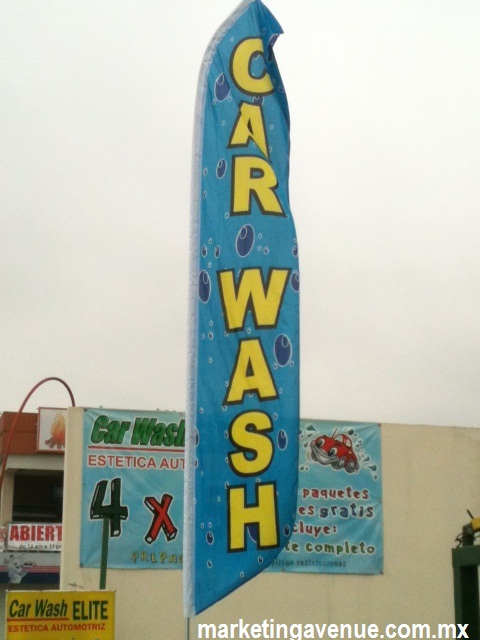 CAR WASH
Car Wash
ESTETICA AUT
4 x
paquetes
es gratis
cluye:
te completo
ABIERT
Car Wash ELITE
ESTETICA AUTOMOTRIZ
marketingavenue.com.mx